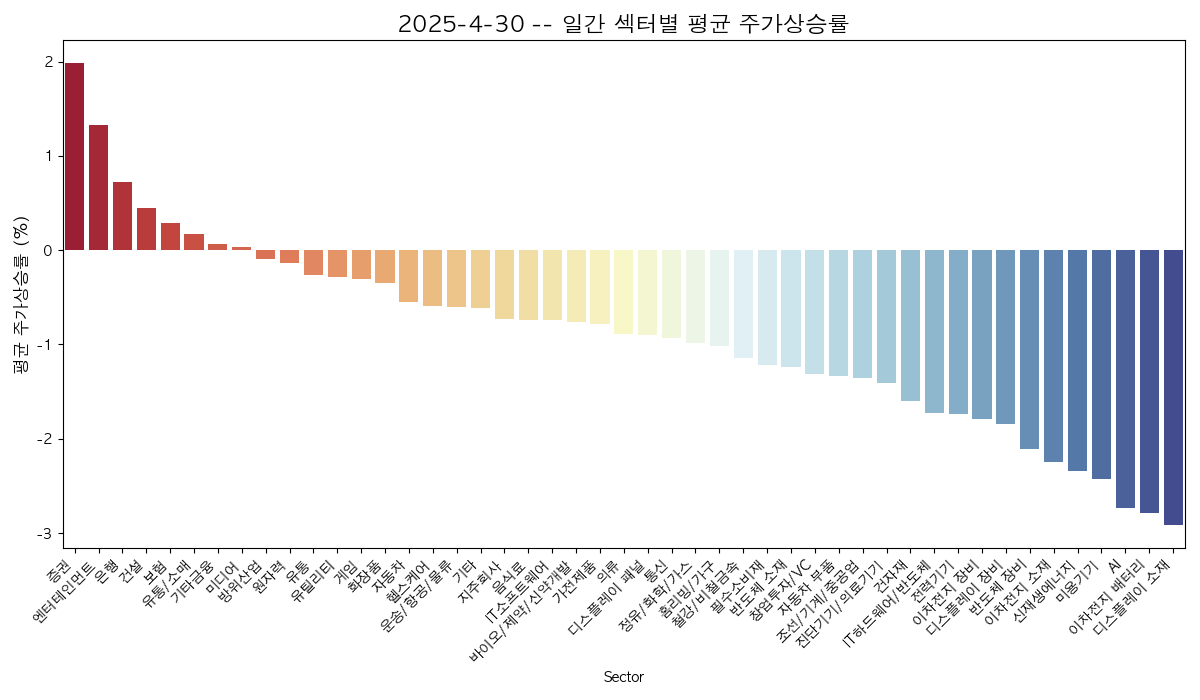 2025-4-30 -- 일간 섹터별 평균 주가상승률
평균 주가상승률 (%)
2
1
0
-1
-2
-3
증권
엔터테인먼트
은행
건설
보험
유통/소매
기타금융
미디어
방위산업
원자력
유통
유틸리티
게임
화장품
자동차
헬스케어
운송/항공/물류
기타
지주회사
음식료
IT소프트웨어
바이오/제약/신약개발
가전제품
의류
디스플레이 패널
통신
정유/화학/가스
홈리빙/가구
철강/비철금속
필수소비재
반도체 소재
창업투자/VC
자동차 부품
조선/기계/중공업
진단기기/의료기기
건자재
IT하드웨어/반도체
전력기기
이차전지 장비
디스플레이 장비
반도체 장비
이차전지 소재
신재생에너지
미용기기
AI
이차전지 배터리
디스플레이 소재
Sector